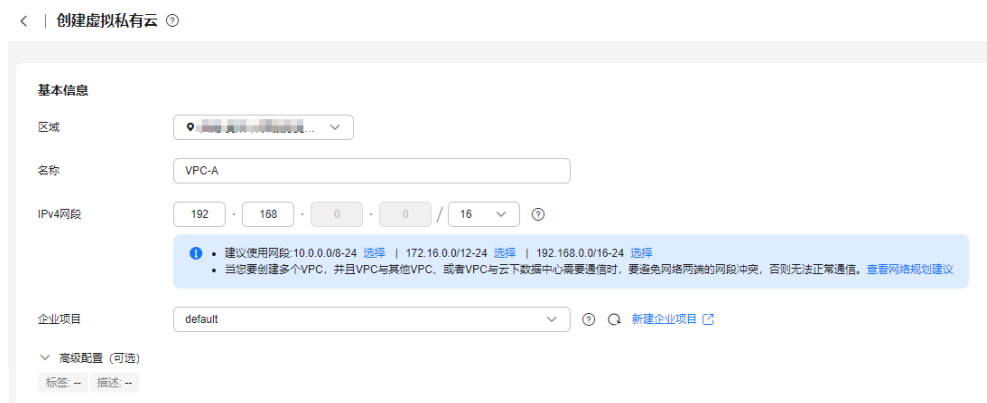 创建虚拟私有云
基本信息
区域
...
名称 VPC-A
IPv4网段 192 . 168 . 0 . 0 / 16
• 建议使用网段:10.0.0.0/8-24 选择 | 172.16.0.0/12-24 选择 | 192.168.0.0/16-24 选择
• 当您要创建多个VPC，并且VPC与其他VPC、或者VPC与云下数据中心需要通信时，要避免网络两端的网段冲突，否则无法正常通信。查看网络规划建议
企业项目 default 新建企业项目
高级配置（可选）
标签: -- 描述: --